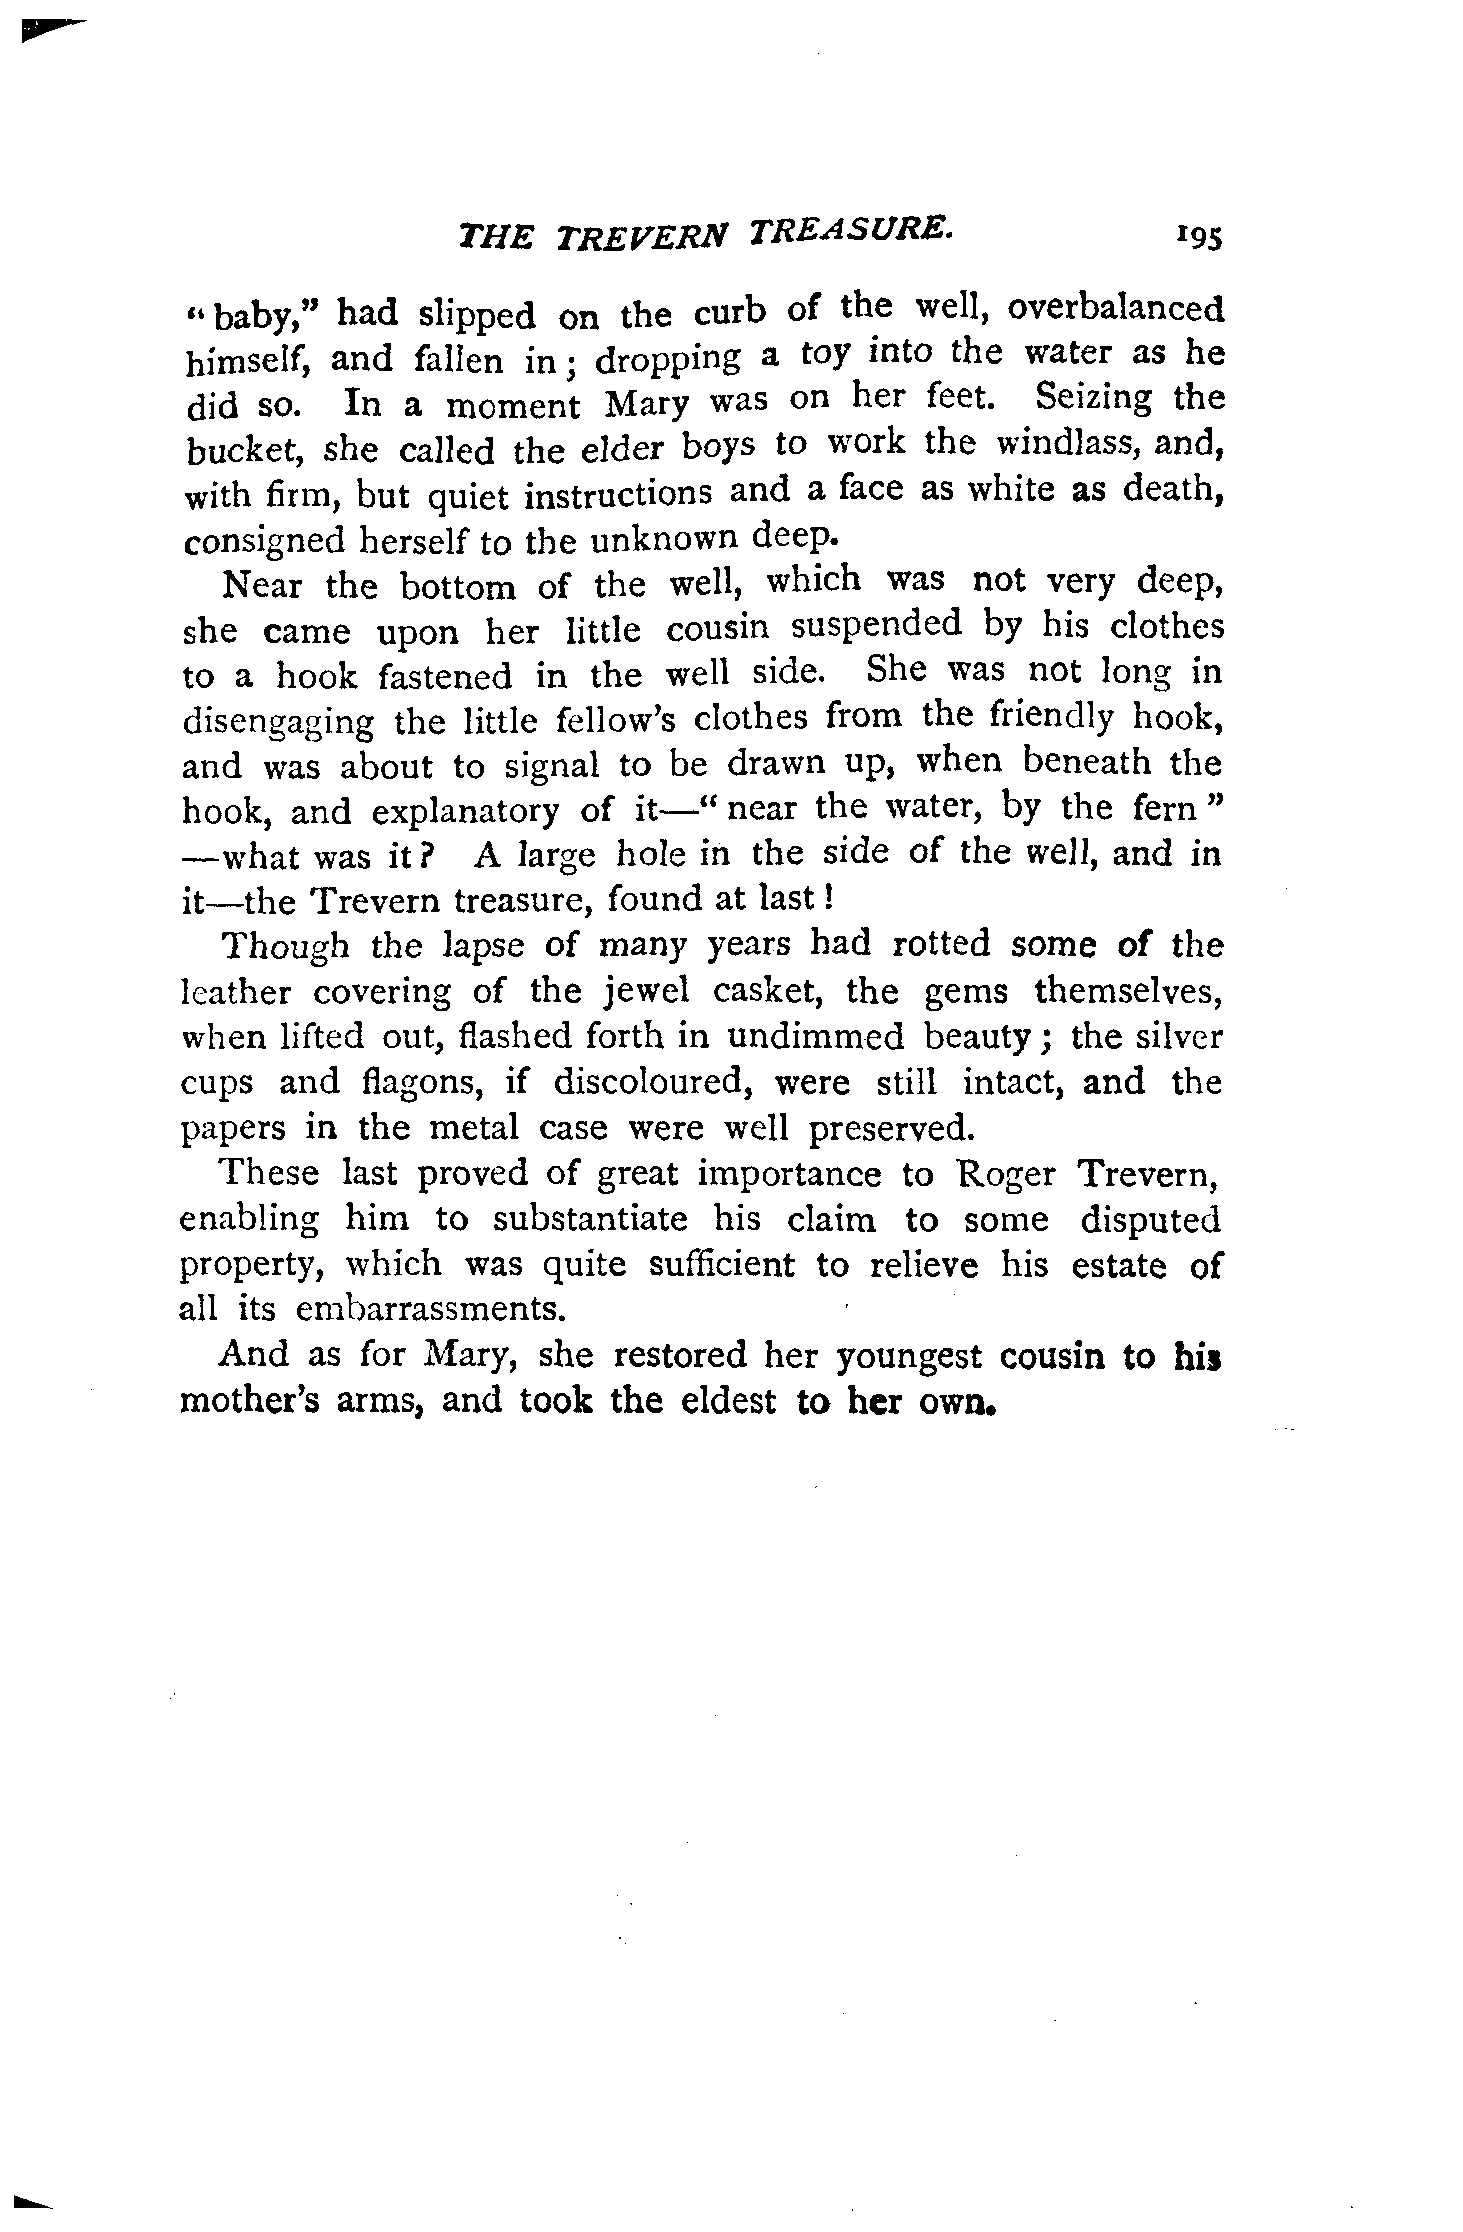 THE TREVERN TREASURE. 195
"baby," had slipped on the curb of the well, overbalanced
himself, and fallen in; dropping a toy into the water as he
did so. In a moment Mary was on her feet. Seizing the
bucket, she called the elder boys to work the windlass, and,
with firm, but quiet instructions and a face as white as death,
consigned herself to the unknown deep.
Near the bottom of the well, which was not very deep,
she came upon her little cousin suspended by his clothes
to a hook fastened in the well side. She was not long in
disengaging the little fellow's clothes from the friendly hook,
and was about to signal to be drawn up, when beneath the
hook, and explanatory of it—"near the water, by the fern"
—what was it? A large hole in the side of the well, and in
it—the Trevern treasure, found at last!
Though the lapse of many years had rotted some of the
leather covering of the jewel casket, the gems themselves,
when lifted out, flashed forth in undimmed beauty; the silver
cups and flagons, if discoloured, were still intact, and the
papers in the metal case were well preserved.
These last proved of great importance to Roger Trevern,
enabling him to substantiate his claim to some disputed
property, which was quite sufficient to relieve his estate of
all its embarrassments.
And as for Mary, she restored her youngest cousin to his
mother's arms, and took the eldest to her own.